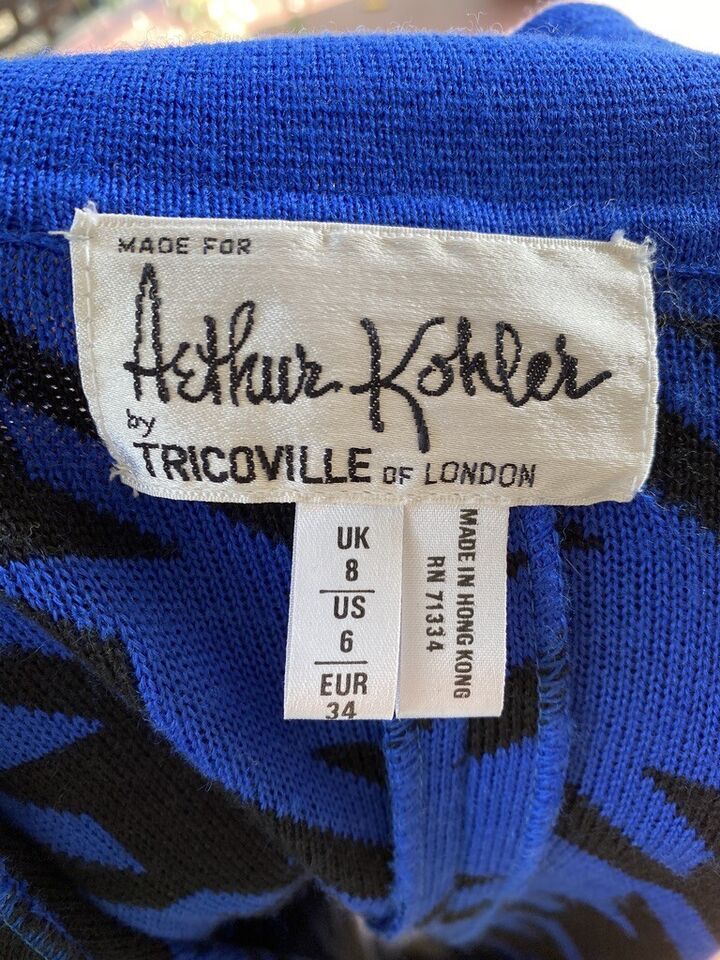 MADE FOR
Arthur Kohler
by
TRICOVILLE OF LONDON
UK
8
US
6
EUR
34
MADE IN HONG KONG
RN 71334